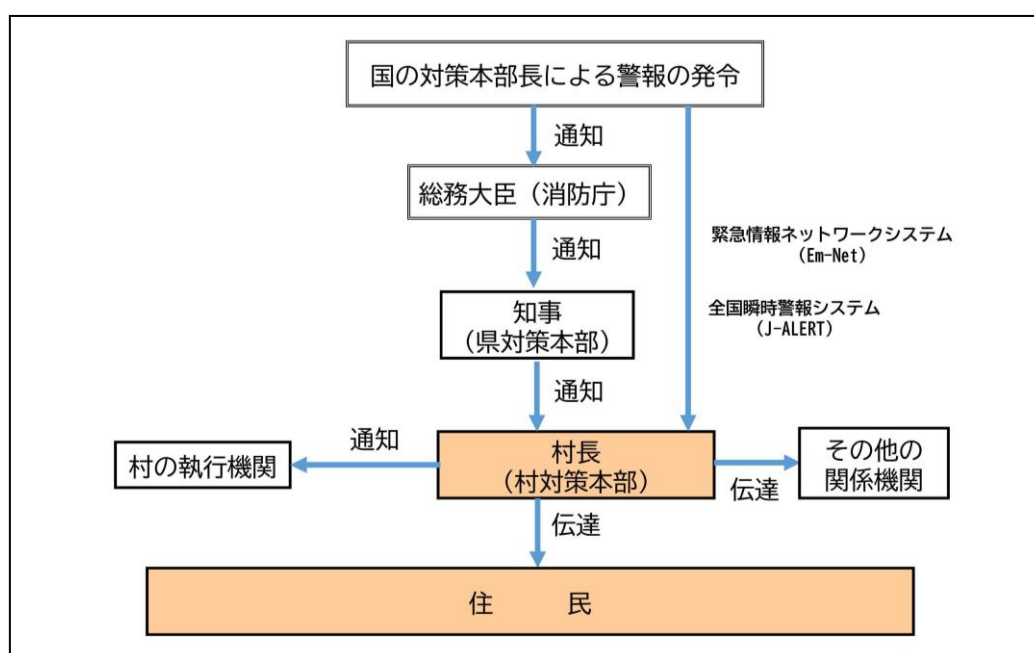 国の対策本部長による警報の発令
通知
総務大臣（消防庁）
通知
緊急情報ネットワークシステム
（Em-Net）
全国瞬時警報システム
（J-ALERT）
知事
（県対策本部）
通知
村長
（村対策本部）
通知
村の執行機関
伝達
その他の
関係機関
伝達
住　　　民